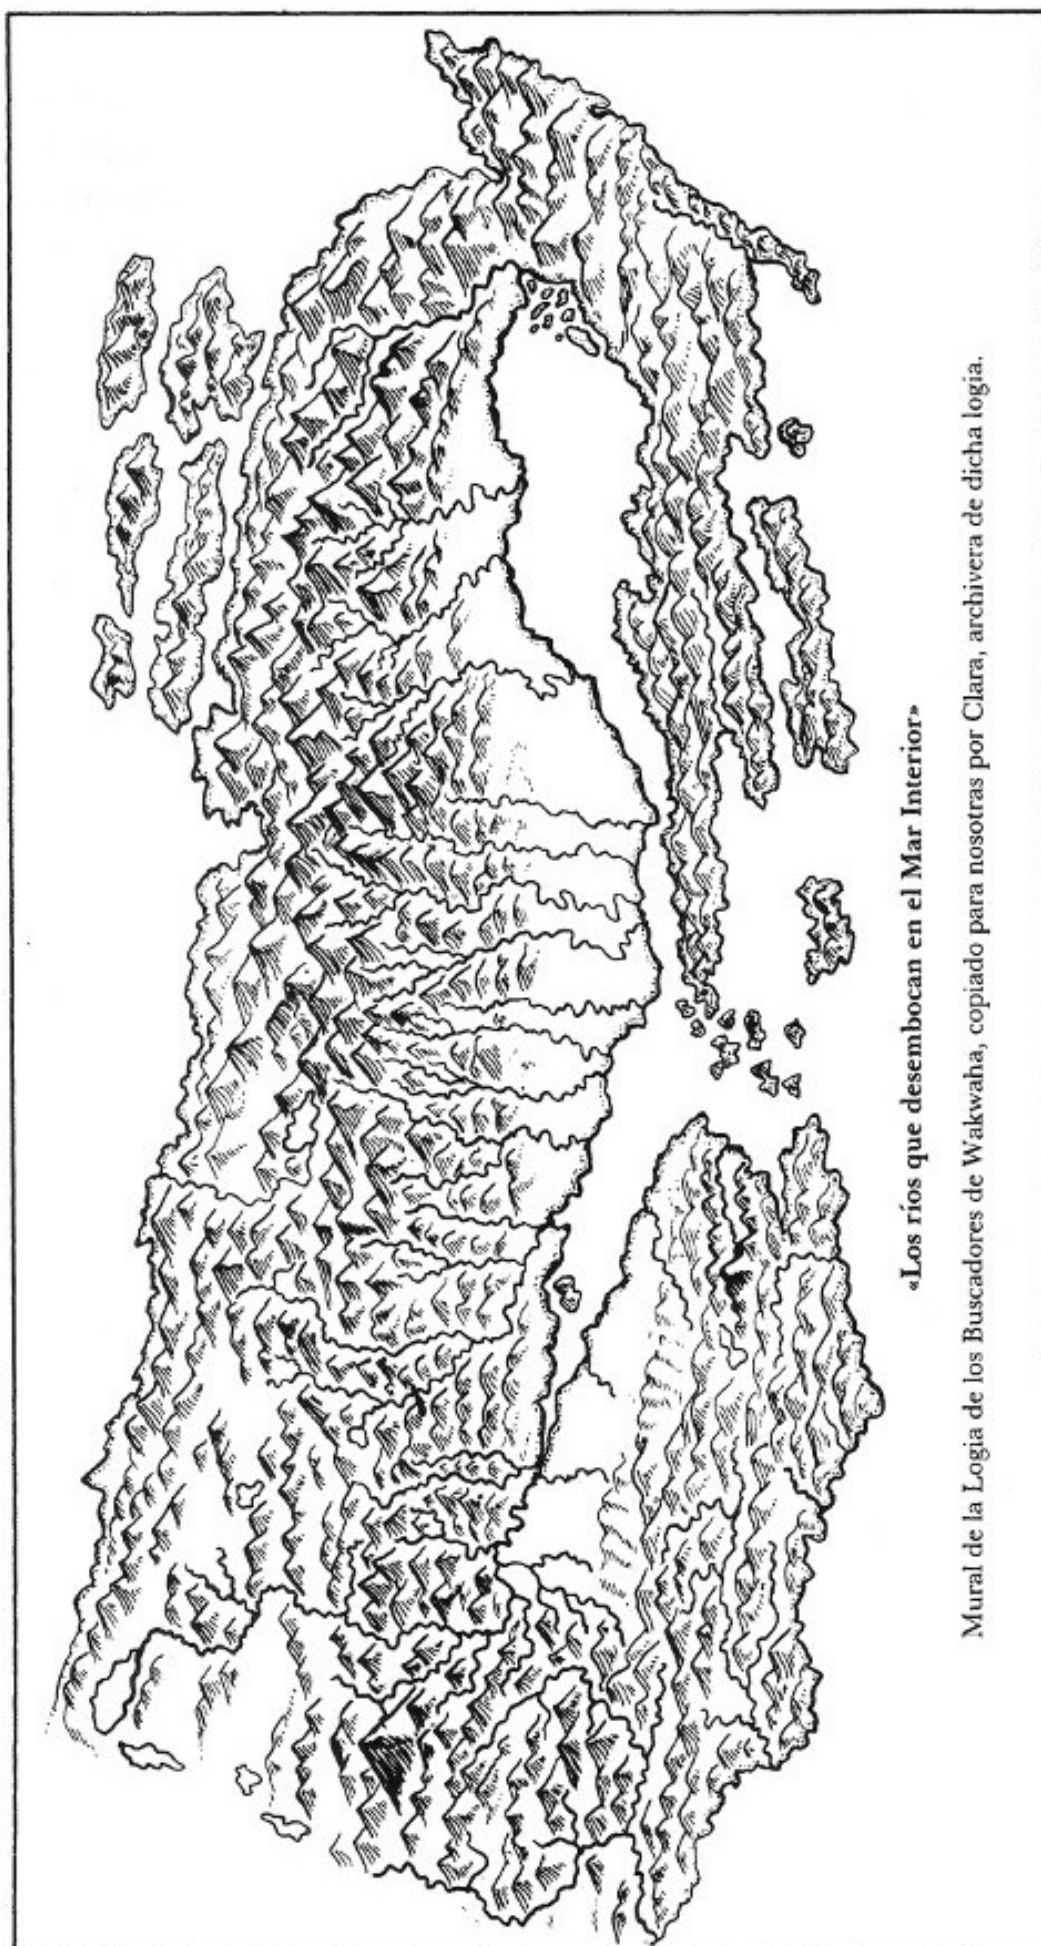 «Los ríos que desembocan en el Mar Interior»
Mural de la Logia de los Buscadores de Wakwaha, copiado para nosotras por Clara, archivera de dicha logia.